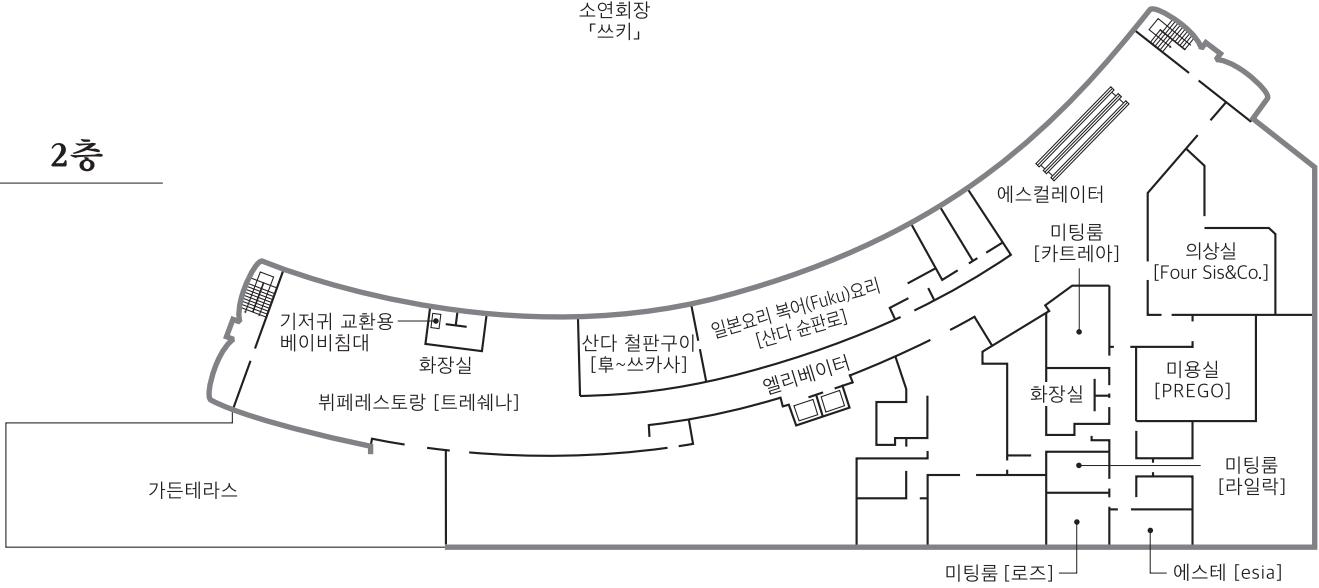 소연회장
「쓰키」
2층
에스컬레이터
미팅룸
[카트레아]
의상실
[Four Sis&Co.]
기저귀 교환용
베이비침대
화장실
산다 철판구이
[阜~쓰카사]
일본요리 복어(Fuku)요리
[산다 슌판로]
엘리베이터
뷔페레스토랑 [트레쉐나]
화장실
미용실
[PREGO]
가든테라스
미팅룸
[라일락]
미팅룸 [로즈]
에스테 [esia]